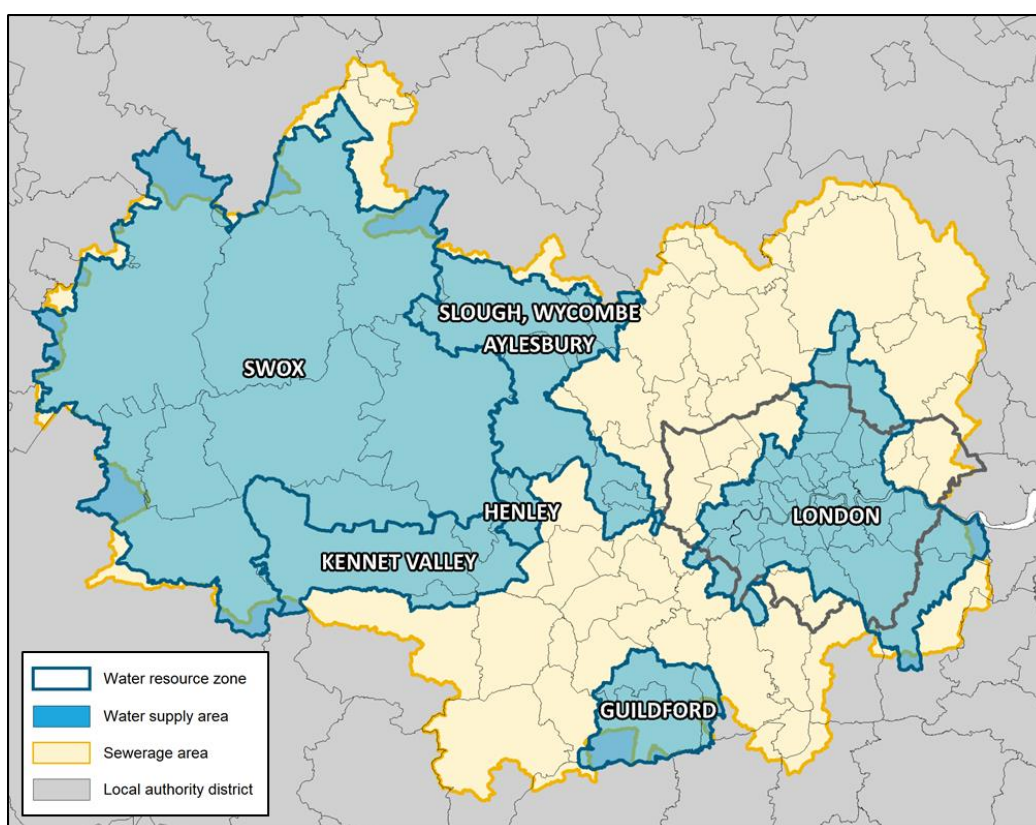 SLOUGH, WYCOMBE
AYLESBURY
SWOX
HENLEY
LONDON
KENNET VALLEY
GUILDFORD
Water resource zone
Water supply area
Sewerage area
Local authority district